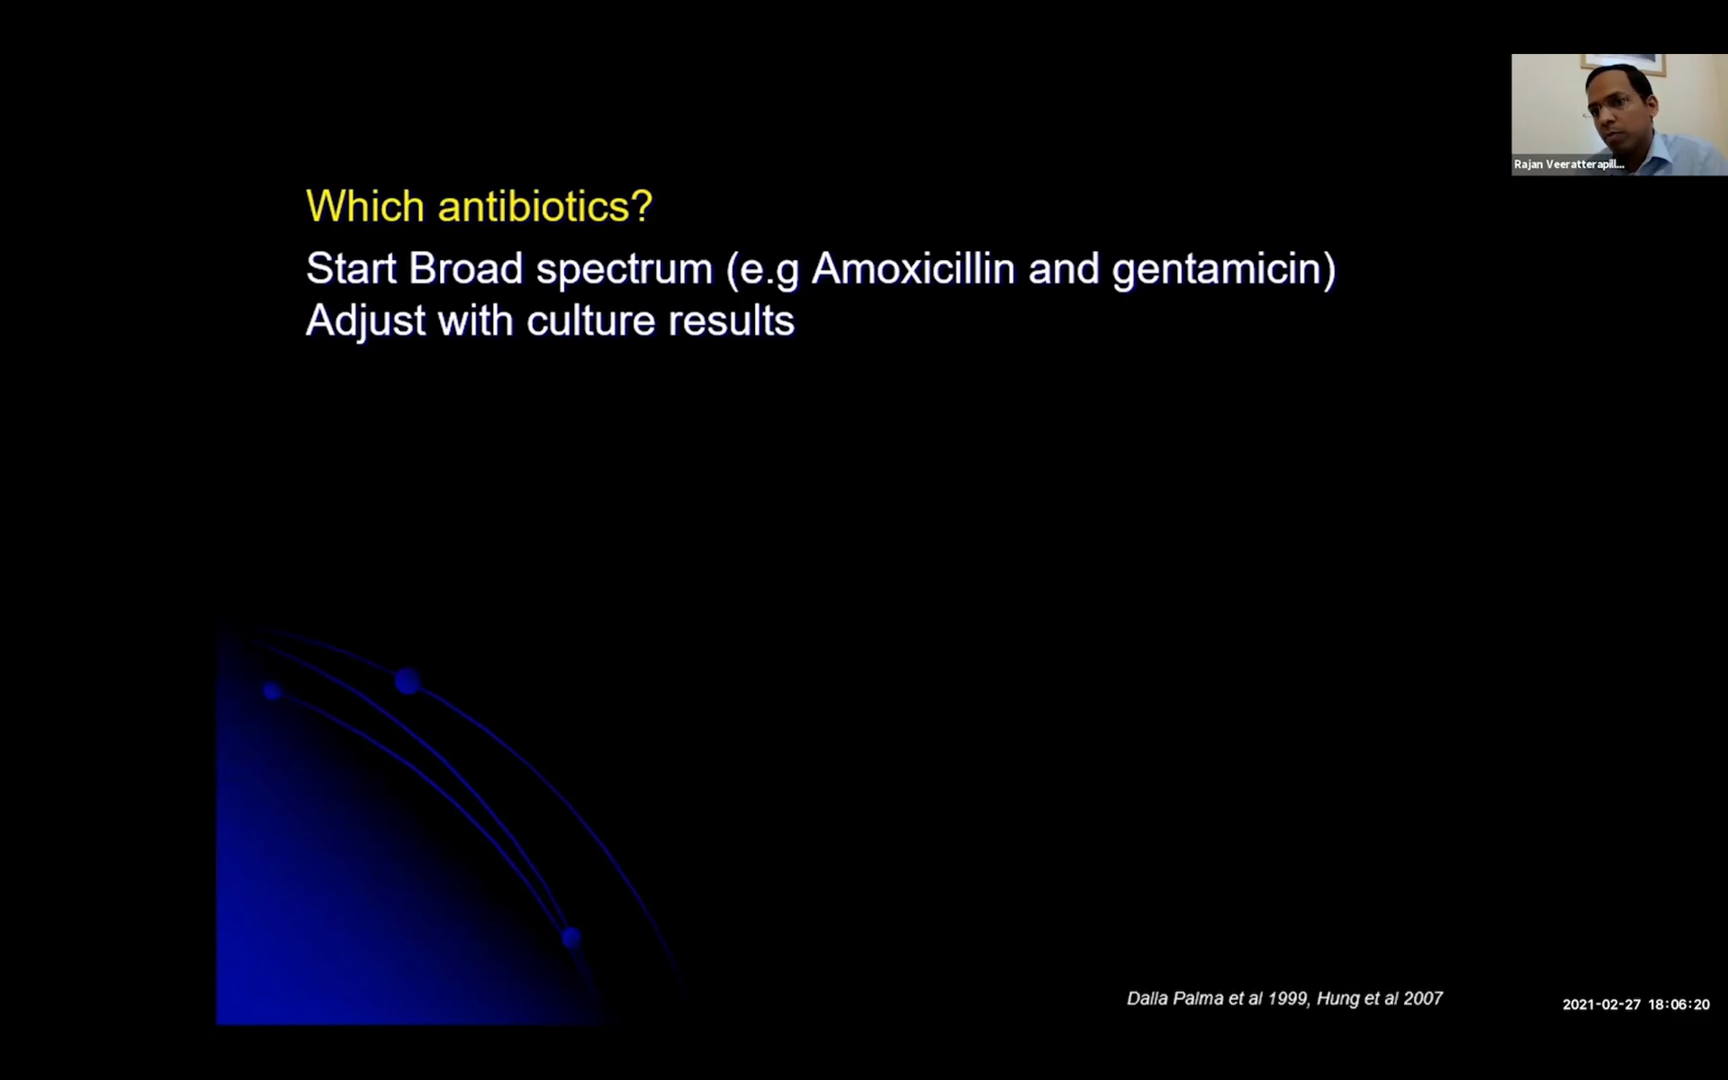 Rajan Veeratterapill...
Which antibiotics?
Start Broad spectrum (e.g Amoxicillin and gentamicin)
Adjust with culture results
Dalla Palma et al 1999, Hung et al 2007
2021-02-27 18:06:20